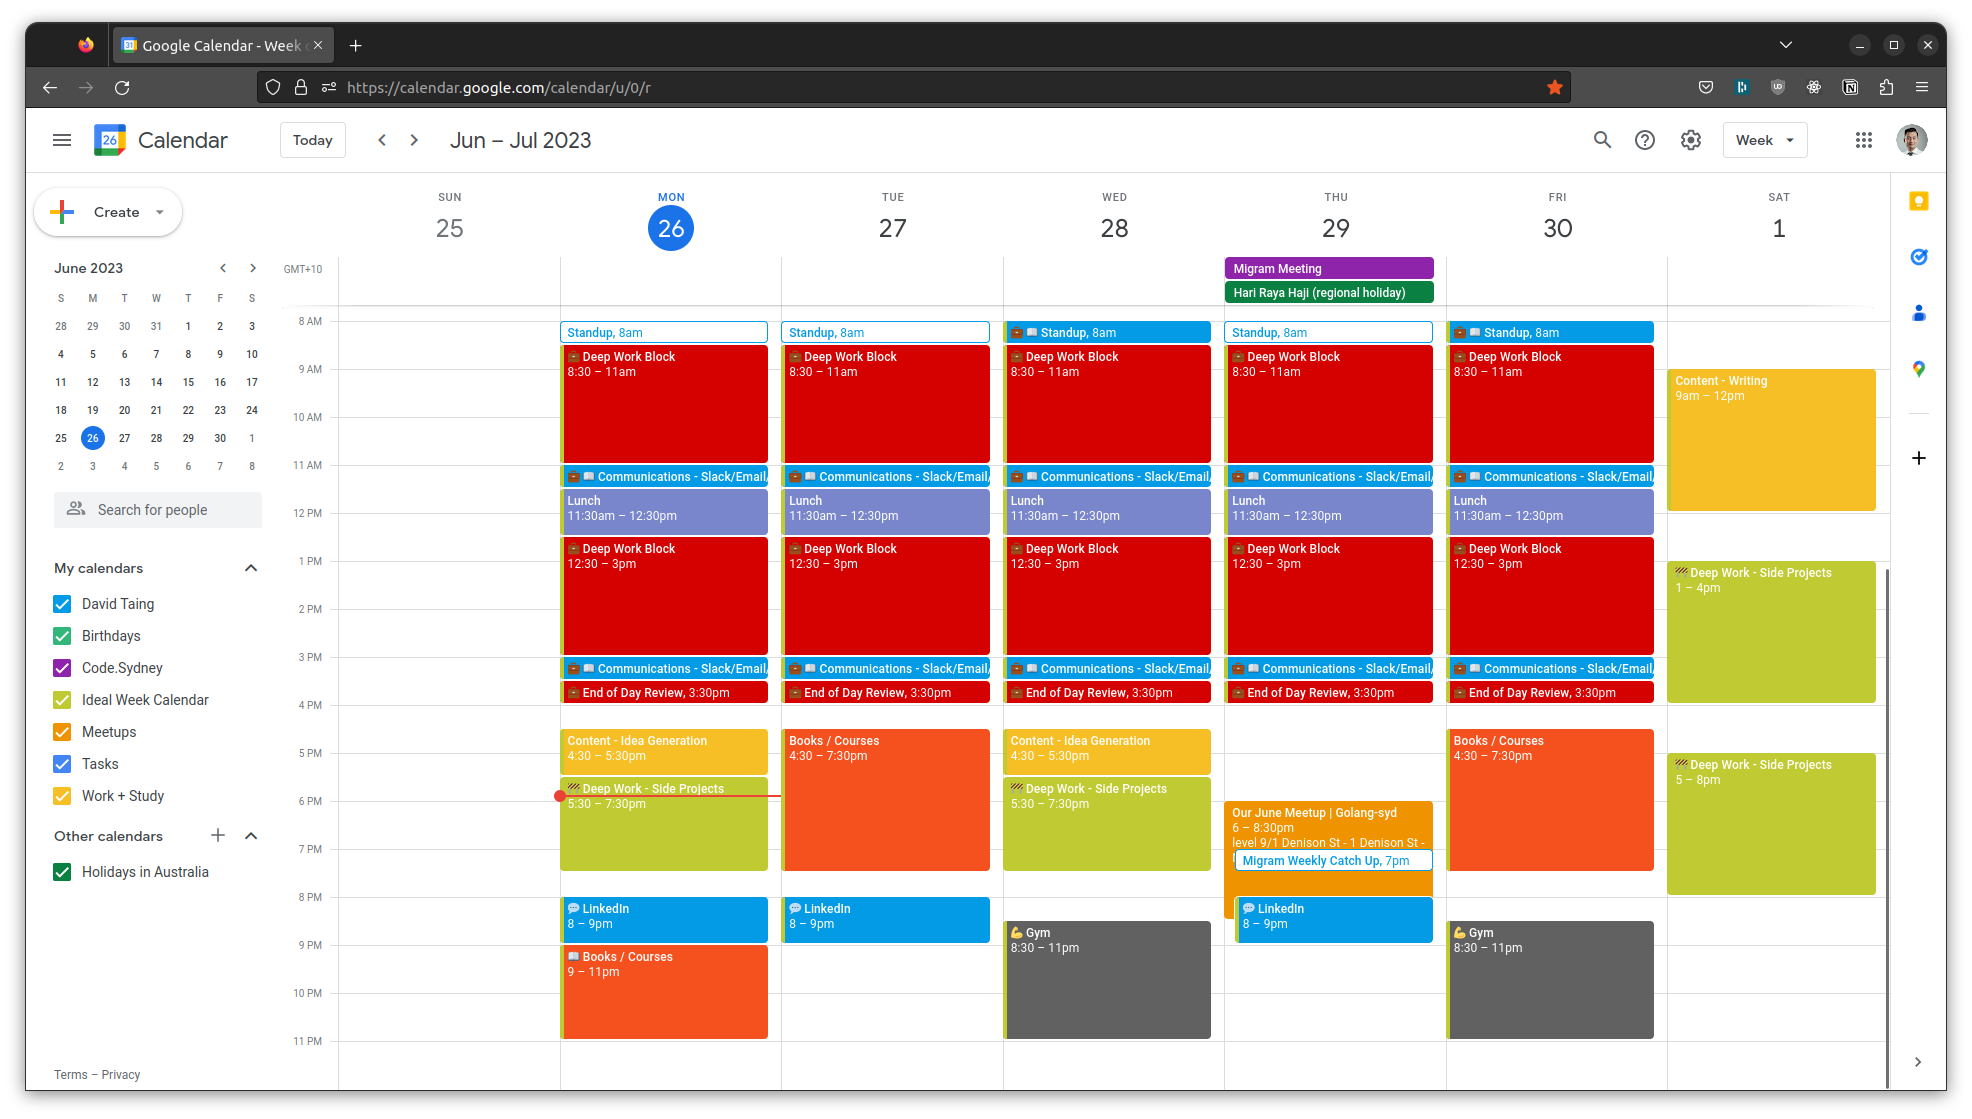 Google Calendar - Week
https://calendar.google.com/calendar/u/0/r
26
Calendar
Today
Jun – Jul 2023
Week
Create
June 2023
S M T W T F S
28 29 30 31 1 2 3
4 5 6 7 8 9 10
11 12 13 14 15 16 17
18 19 20 21 22 23 24
25 26 27 28 29 30 1
2 3 4 5 6 7 8
Search for people
My calendars
David Taing
Birthdays
Code.Sydney
Ideal Week Calendar
Meetups
Tasks
Work + Study
Other calendars
Holidays in Australia
Terms – Privacy
GMT+10
8 AM
9 AM
10 AM
11 AM
12 PM
1 PM
2 PM
3 PM
4 PM
5 PM
6 PM
7 PM
8 PM
9 PM
10 PM
11 PM
SUN
25
MON
26
Standup, 8am
Deep Work Block
8:30 – 11am
Communications - Slack/Email/
Lunch
11:30am – 12:30pm
Deep Work Block
12:30 – 3pm
Communications - Slack/Email/
End of Day Review, 3:30pm
Content - Idea Generation
4:30 – 5:30pm
Deep Work - Side Projects
5:30 – 7:30pm
LinkedIn
8 – 9pm
Books / Courses
9 – 11pm
TUE
27
Standup, 8am
Deep Work Block
8:30 – 11am
Communications - Slack/Email/
Lunch
11:30am – 12:30pm
Deep Work Block
12:30 – 3pm
Communications - Slack/Email/
End of Day Review, 3:30pm
Books / Courses
4:30 – 7:30pm
LinkedIn
8 – 9pm
WED
28
Standup, 8am
Deep Work Block
8:30 – 11am
Communications - Slack/Email/
Lunch
11:30am – 12:30pm
Deep Work Block
12:30 – 3pm
Communications - Slack/Email/
End of Day Review, 3:30pm
Content - Idea Generation
4:30 – 5:30pm
Deep Work - Side Projects
5:30 – 7:30pm
Gym
8:30 – 11pm
THU
29
Migram Meeting
Hari Raya Haji (regional holiday)
Standup, 8am
Deep Work Block
8:30 – 11am
Communications - Slack/Email/
Lunch
11:30am – 12:30pm
Deep Work Block
12:30 – 3pm
Communications - Slack/Email/
End of Day Review, 3:30pm
Our June Meetup | Golang-syd
6 – 8:30pm
level 9/1 Denison St - 1 Denison St -
Migram Weekly Catch Up, 7pm
LinkedIn
8 – 9pm
FRI
30
Standup, 8am
Deep Work Block
8:30 – 11am
Communications - Slack/Email/
Lunch
11:30am – 12:30pm
Deep Work Block
12:30 – 3pm
Communications - Slack/Email/
End of Day Review, 3:30pm
Books / Courses
4:30 – 7:30pm
Gym
8:30 – 11pm
SAT
1
Content - Writing
9am – 12pm
Deep Work - Side Projects
1 – 4pm
Deep Work - Side Projects
5 – 8pm